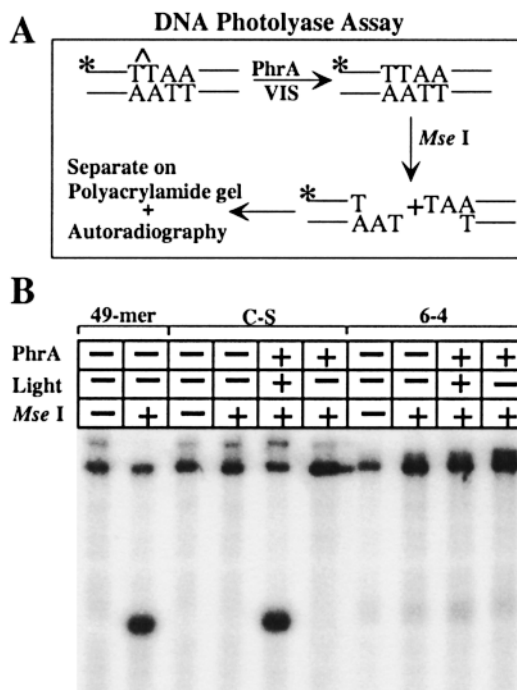 A DNA Photolyase Assay
* ^ TTAA PhrA * TTAA
AATT VIS AATT
Mse I
Separate on
Polyacrylamide gel
+
Autoradiography
* T + TAA
AAT T
B
49-mer C-S 6-4
PhrA − − − − + + − − + +
Light − − − − + − − − + −
Mse I − + − + + + − + + +